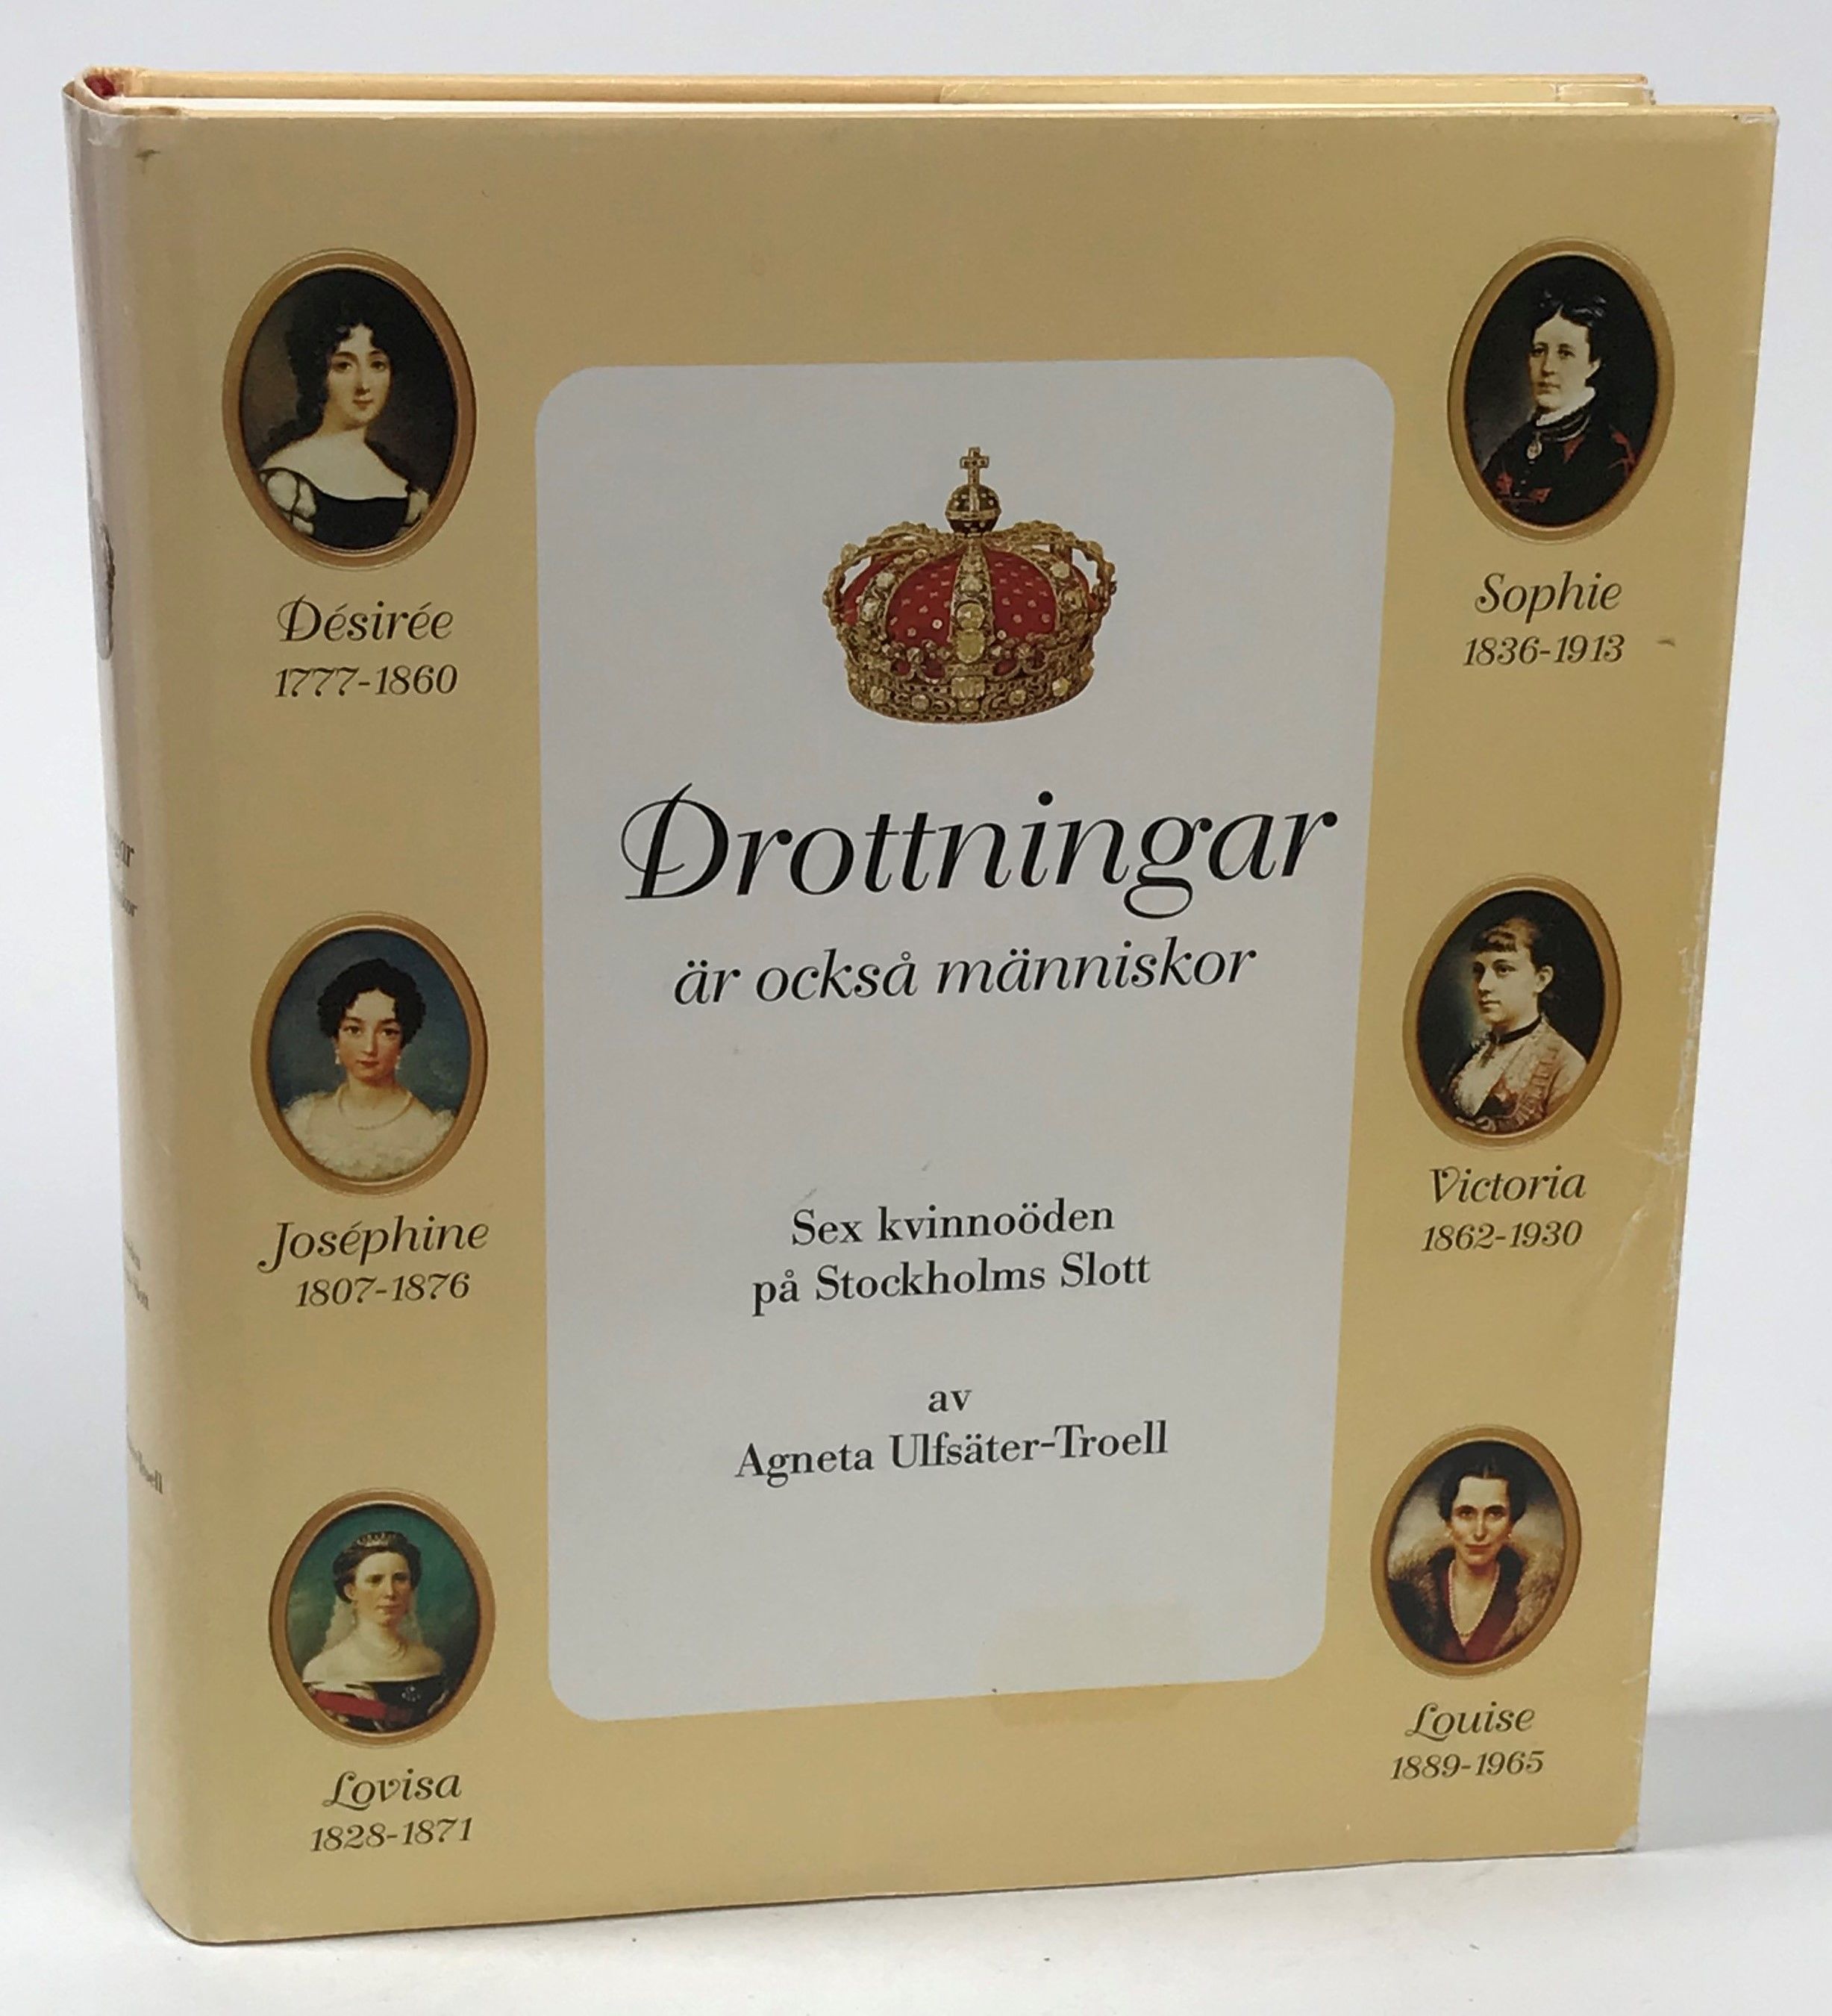 Désirée
1777-1860
Joséphine
1807-1876
Lovisa
1828-1871
Drottningar
är också människor
Sex kvinnoöden
på Stockholms Slott
av
Agneta Ulfsäter-Troell
Sophie
1836-1913
Victoria
1862-1930
Louise
1889-1965